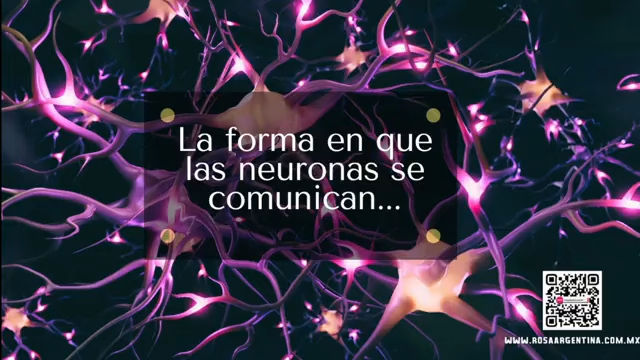 La forma en que
las neuronas se
comunican...
WWW.ROSAARGENTINA.COM.MX